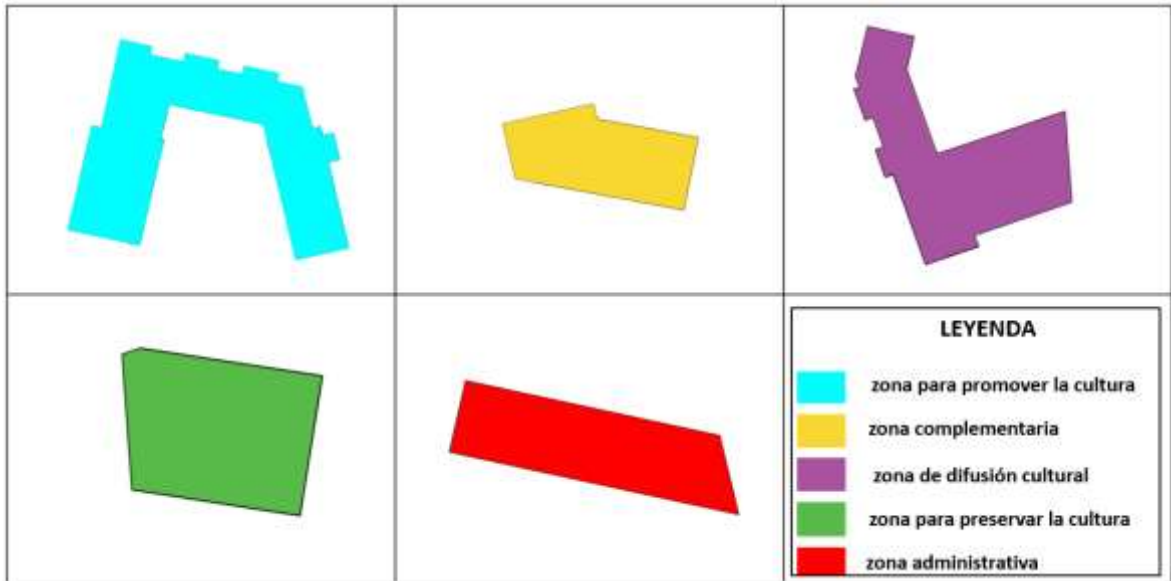 LEYENDA
zona para promover la cultura
zona complementaria
zona de difusión cultural
zona para preservar la cultura
zona administrativa